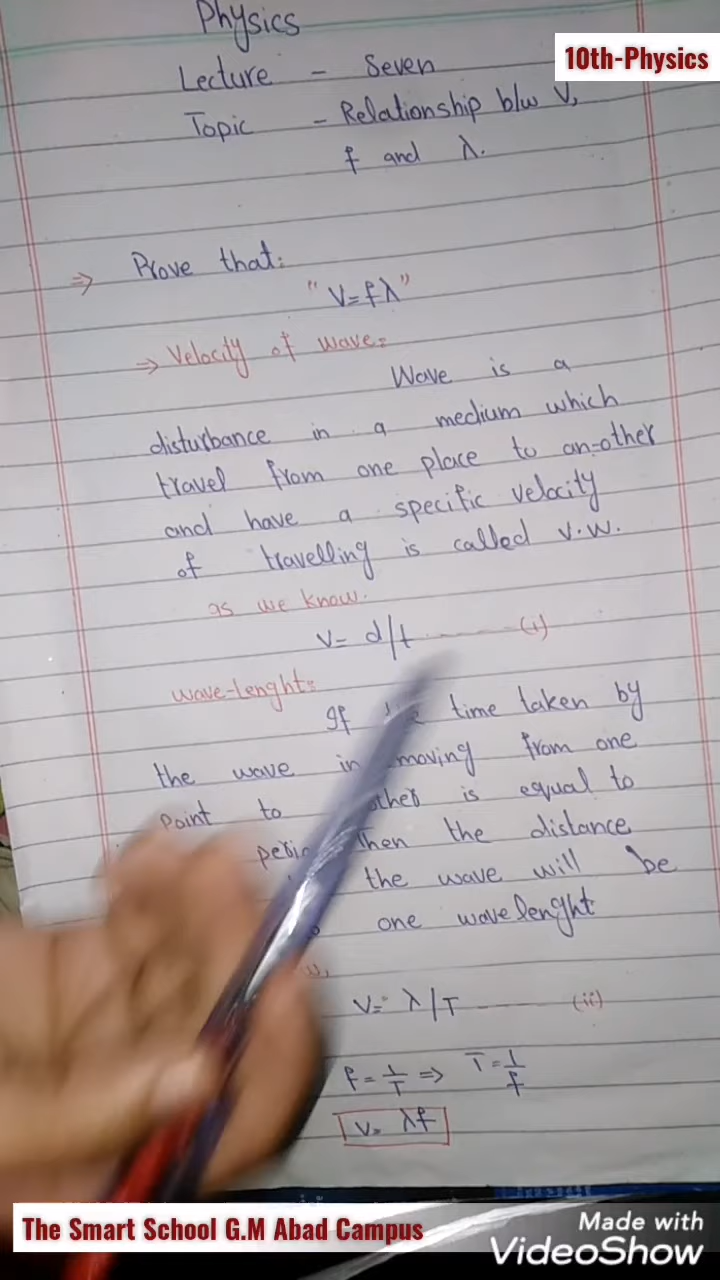 Physics
10th-Physics
Lecture - Seven
Topic - Relationship b/w V,
f and λ.
⇒ Prove that:
"V=fλ"
⇒ Velocity of wave:
Wave is a
disturbance in a medium which
travel from one place to an-other
and have a specific velocity
of travelling is called v.w.
as we know.
v= d/t ------- (i)
wave-lenght:
If time taken by
the wave in moving from one
point to is equal to
Then the distance
the wave will be
one wavelenght
v= λ/T ------- (ii)
f = 1/T ⇒ T = 1/f
v= λf
The Smart School G.M Abad Campus
Made with
VideoShow